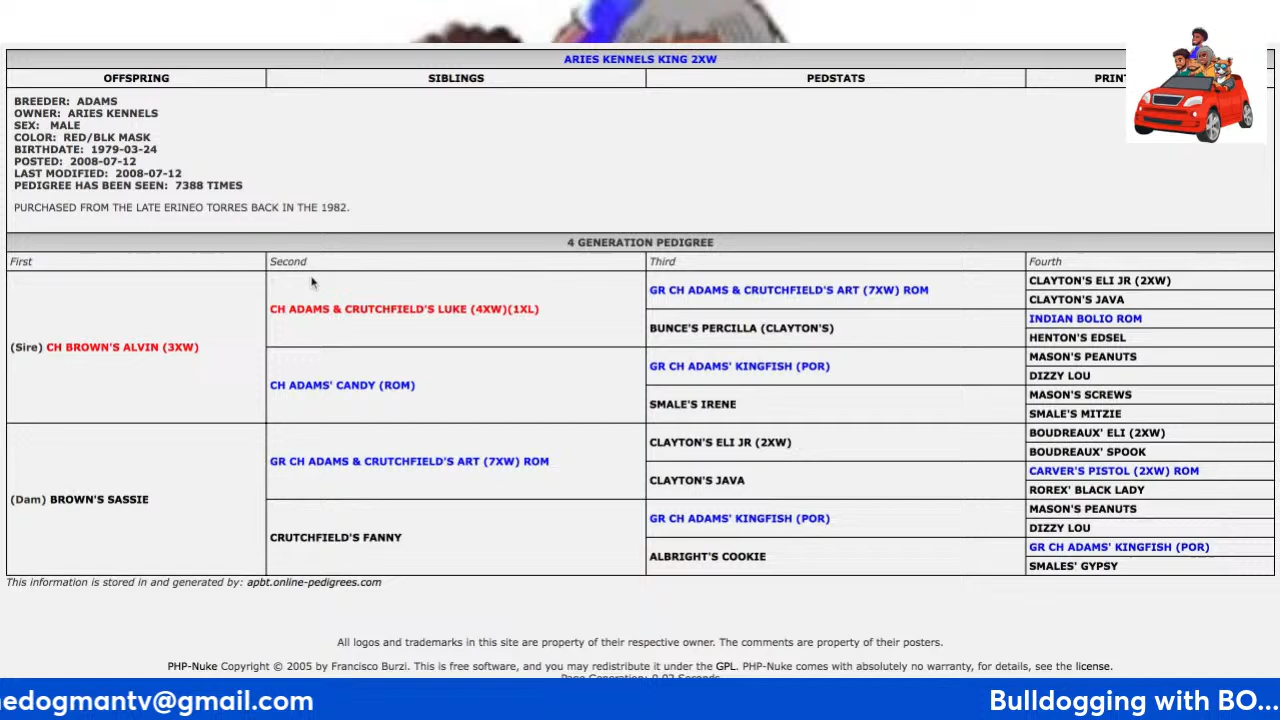 ARIES KENNELS KING 2XW
OFFSPRING SIBLINGS PEDSTATS
BREEDER: ADAMS
OWNER: ARIES KENNELS
SEX: MALE
COLOR: RED/BLK MASK
BIRTHDATE: 1979-03-24
POSTED: 2008-07-12
LAST MODIFIED: 2008-07-12
PEDIGREE HAS BEEN SEEN: 7388 TIMES
PURCHASED FROM THE LATE ERINEO TORRES BACK IN THE 1982.
4 GENERATION PEDIGREE
First Second Third Fourth
(Sire) CH BROWN'S ALVIN (3XW)
CH ADAMS & CRUTCHFIELD'S LUKE (4XW)(1XL)
GR CH ADAMS & CRUTCHFIELD'S ART (7XW) ROM
CLAYTON'S ELI JR (2XW)
CLAYTON'S JAVA
BUNCE'S PERCILLA (CLAYTON'S)
INDIAN BOLIO ROM
HENTON'S EDSEL
CH ADAMS' CANDY (ROM)
GR CH ADAMS' KINGFISH (POR)
MASON'S PEANUTS
DIZZY LOU
SMALE'S IRENE
MASON'S SCREWS
SMALE'S MITZIE
(Dam) BROWN'S SASSIE
GR CH ADAMS & CRUTCHFIELD'S ART (7XW) ROM
CLAYTON'S ELI JR (2XW)
BOUDREAUX' ELI (2XW)
BOUDREAUX' SPOOK
CLAYTON'S JAVA
CARVER'S PISTOL (2XW) ROM
ROREX' BLACK LADY
CRUTCHFIELD'S FANNY
GR CH ADAMS' KINGFISH (POR)
MASON'S PEANUTS
DIZZY LOU
ALBRIGHT'S COOKIE
GR CH ADAMS' KINGFISH (POR)
SMALES' GYPSY
This information is stored in and generated by: apbt.online-pedigrees.com
All logos and trademarks in this site are property of their respective owner. The comments are property of their posters.
PHP-Nuke Copyright © 2005 by Francisco Burzi. This is free software, and you may redistribute it under the GPL. PHP-Nuke comes with absolutely no warranty, for details, see the license.
Page Generation: 0.02 Seconds
nedogmantv@gmail.com Bulldogging with BO...